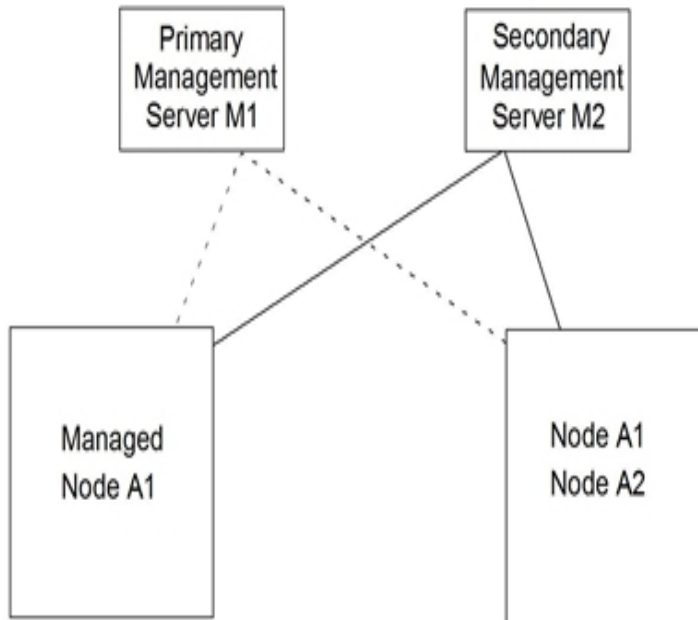 Primary
Management
Server M1
Secondary
Management
Server M2
Managed
Node A1
Node A1
Node A2